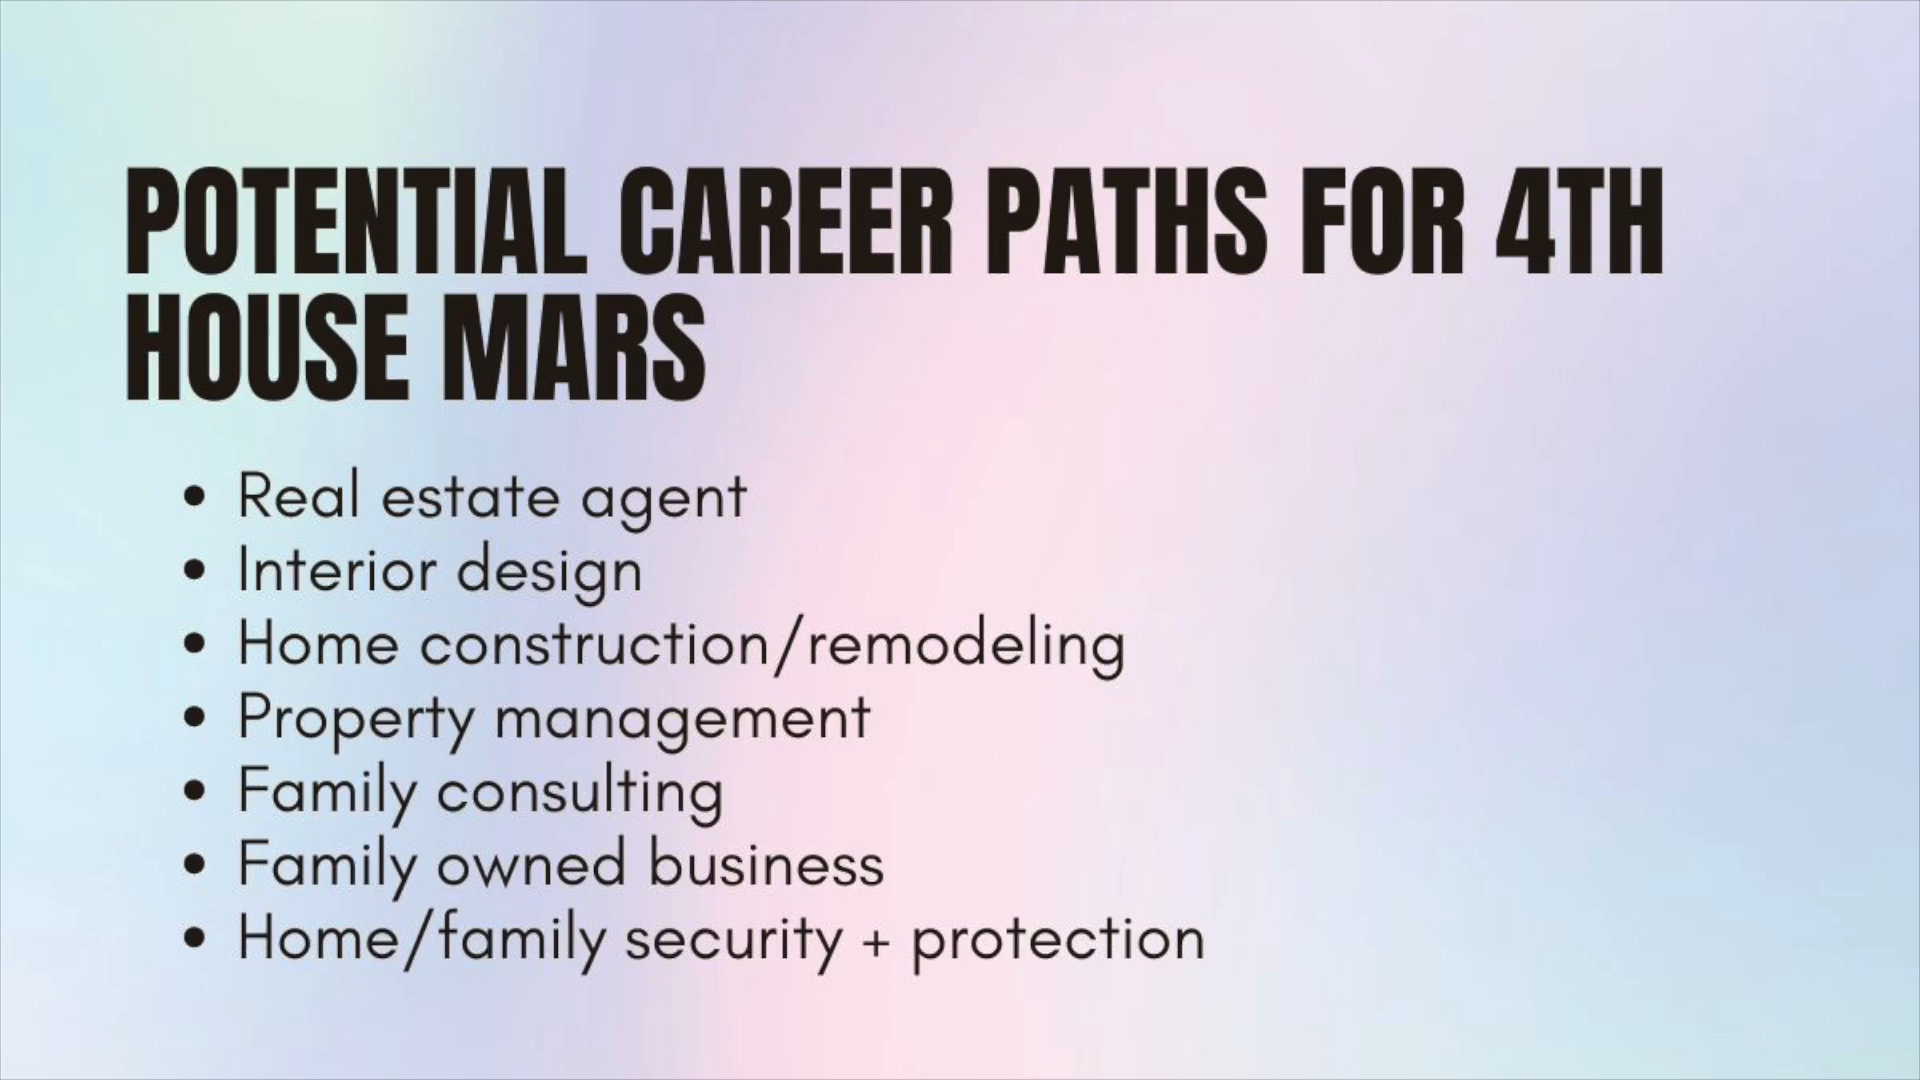 POTENTIAL CAREER PATHS FOR 4TH
HOUSE MARS
• Real estate agent
• Interior design
• Home construction/remodeling
• Property management
• Family consulting
• Family owned business
• Home/family security + protection